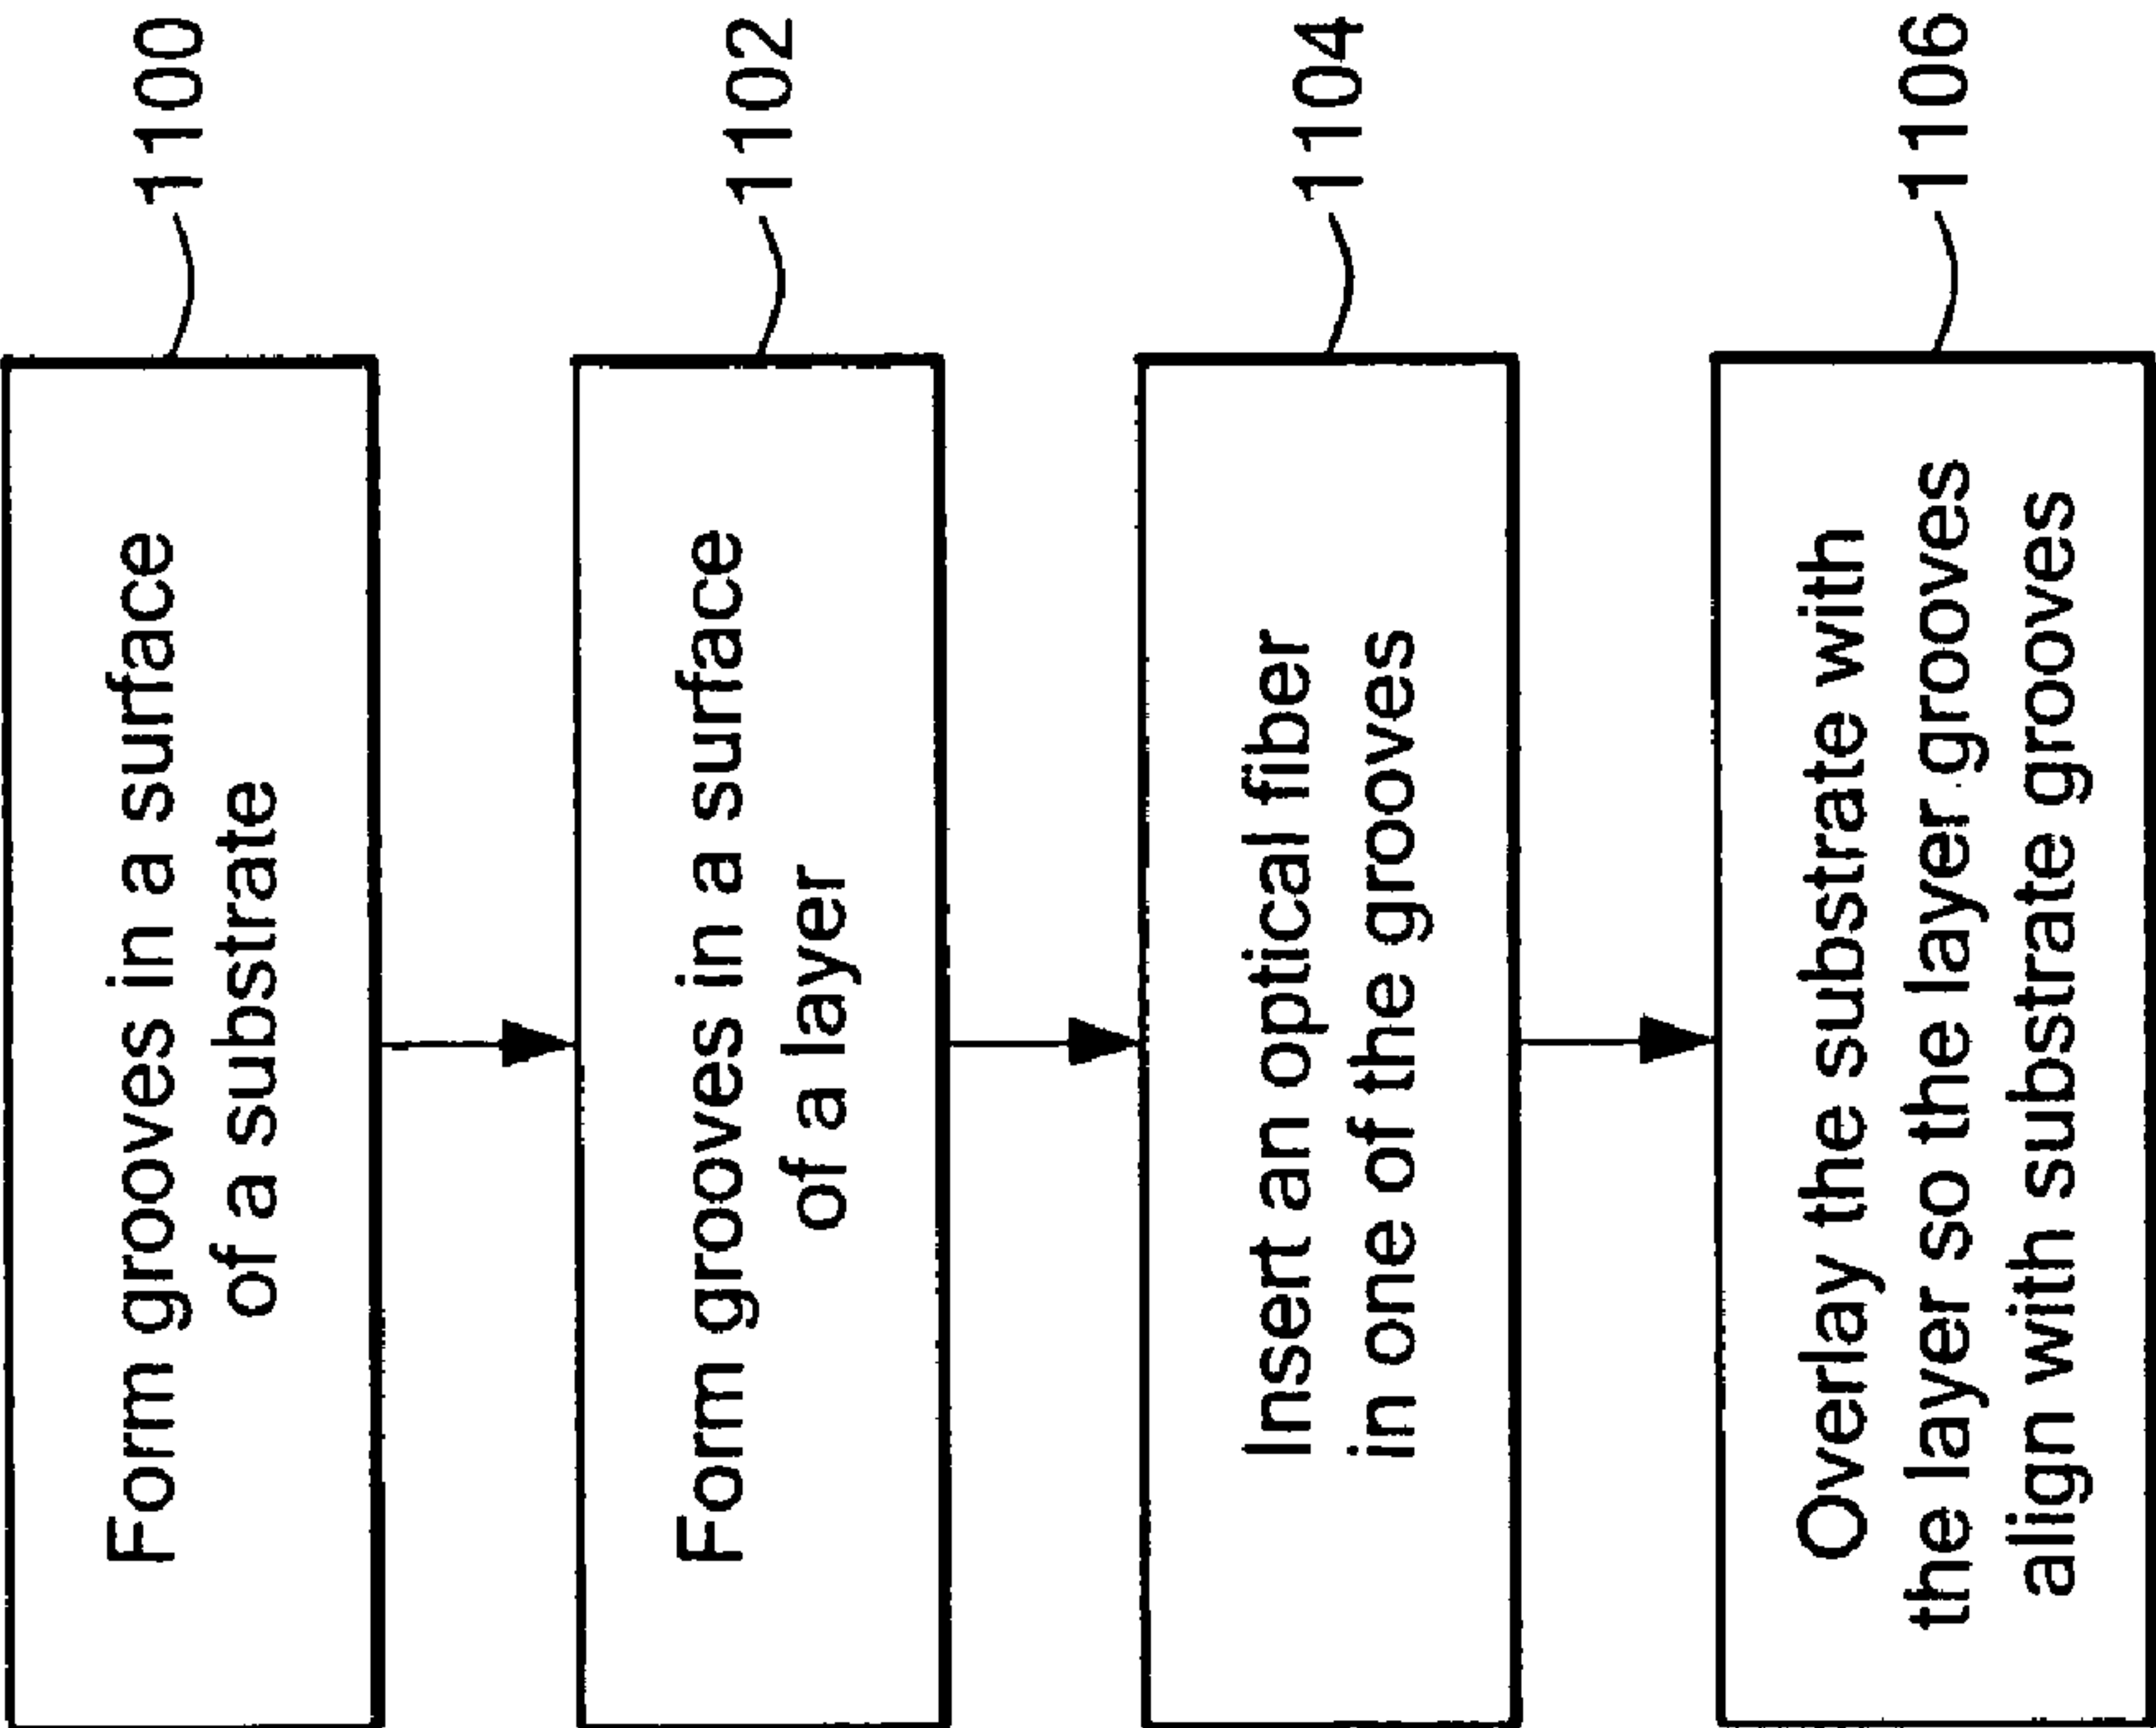 Form grooves in a surface
of a substrate
1100
Form grooves in a surface
of a layer
1102
Insert an optical fiber
in one of the grooves
1104
Overlay the substrate with
the layer so the layer grooves
align with substrate grooves
1106